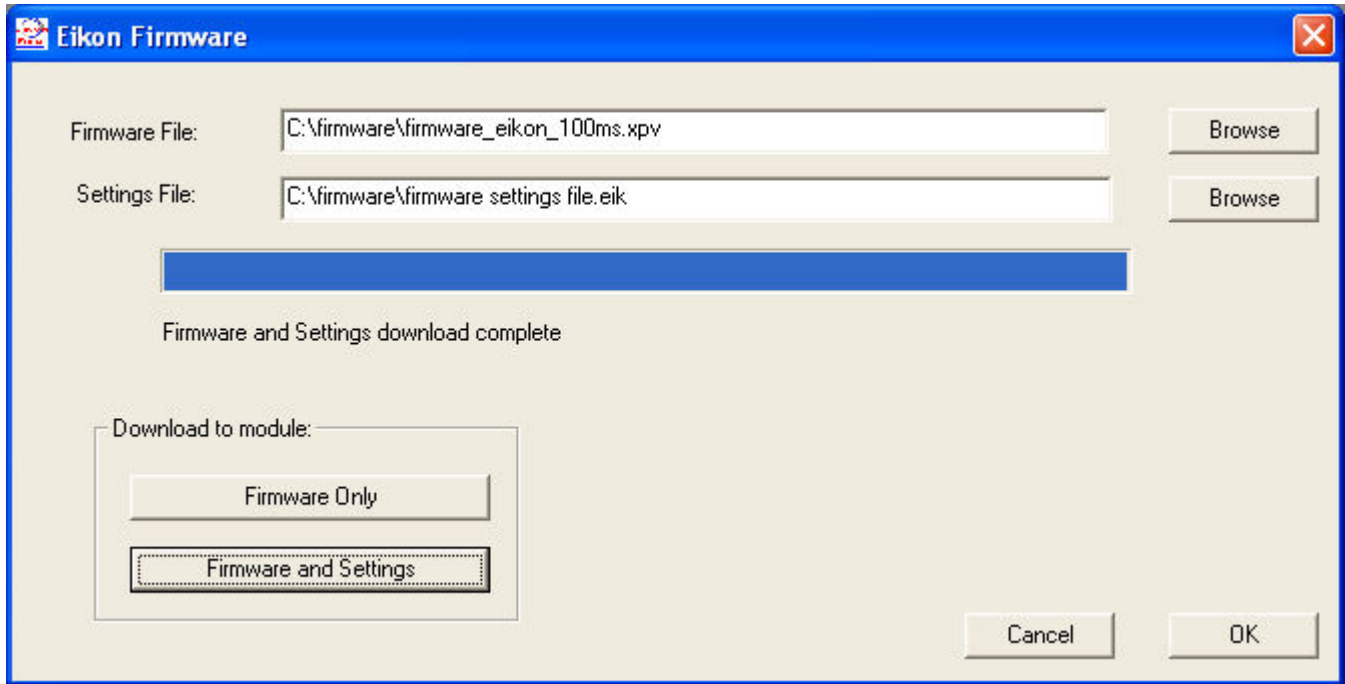 Eikon Firmware
Firmware File: C:\firmware\firmware_eikon_100ms.xpv Browse
Settings File: C:\firmware\firmware settings file.eik Browse
Firmware and Settings download complete
Download to module:
Firmware Only
Firmware and Settings
Cancel OK